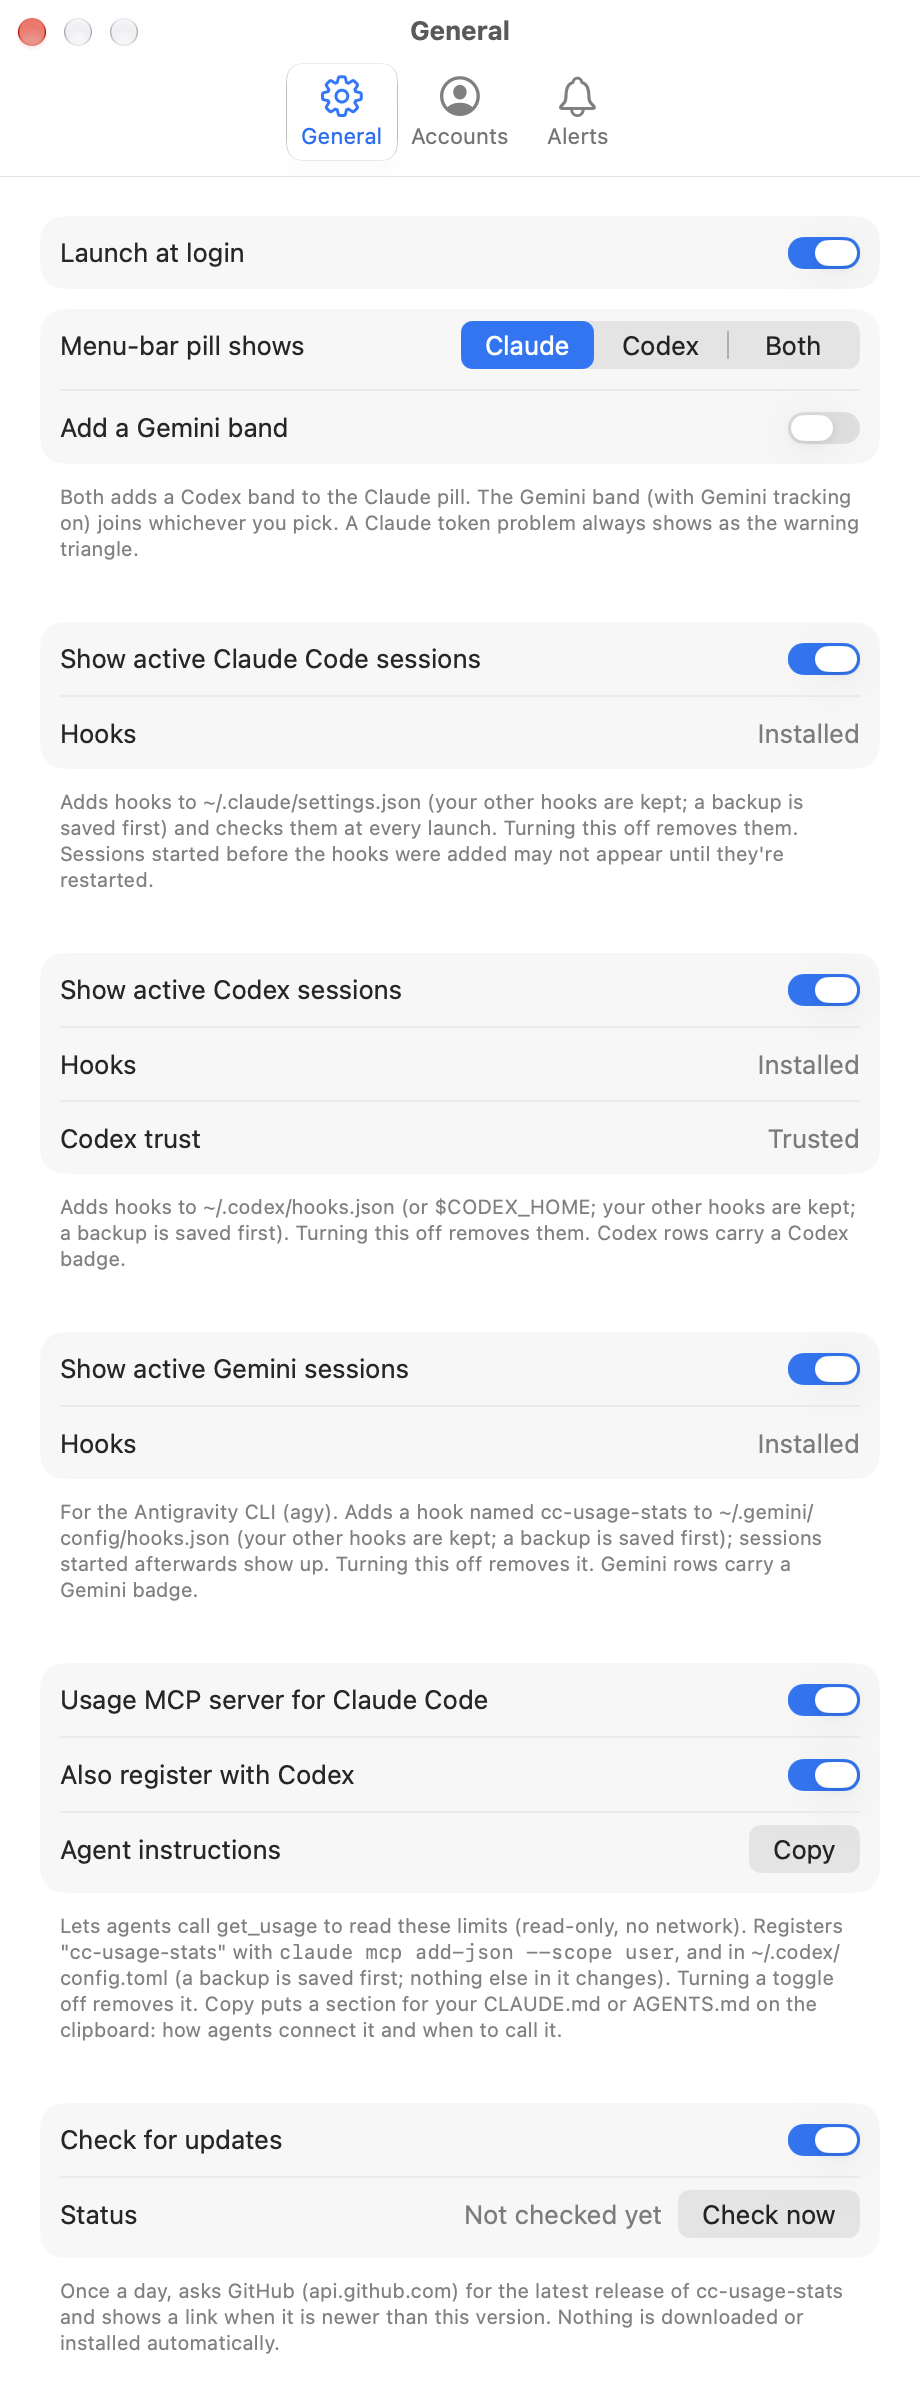 General
General
Accounts
Alerts
Launch at login
Menu-bar pill shows
Claude
Codex
Both
Add a Gemini band
Both adds a Codex band to the Claude pill. The Gemini band (with Gemini tracking
on) joins whichever you pick. A Claude token problem always shows as the warning
triangle.
Show active Claude Code sessions
Hooks
Installed
Adds hooks to ~/.claude/settings.json (your other hooks are kept; a backup is
saved first) and checks them at every launch. Turning this off removes them.
Sessions started before the hooks were added may not appear until they're
restarted.
Show active Codex sessions
Hooks
Installed
Codex trust
Trusted
Adds hooks to ~/.codex/hooks.json (or $CODEX_HOME; your other hooks are kept;
a backup is saved first). Turning this off removes them. Codex rows carry a Codex
badge.
Show active Gemini sessions
Hooks
Installed
For the Antigravity CLI (agy). Adds a hook named cc-usage-stats to ~/.gemini/
config/hooks.json (your other hooks are kept; a backup is saved first); sessions
started afterwards show up. Turning this off removes it. Gemini rows carry a
Gemini badge.
Usage MCP server for Claude Code
Also register with Codex
Agent instructions
Copy
Lets agents call get_usage to read these limits (read-only, no network). Registers
"cc-usage-stats" with claude mcp add-json --scope user, and in ~/.codex/
config.toml (a backup is saved first; nothing else in it changes). Turning a toggle
off removes it. Copy puts a section for your CLAUDE.md or AGENTS.md on the
clipboard: how agents connect it and when to call it.
Check for updates
Status
Not checked yet
Check now
Once a day, asks GitHub (api.github.com) for the latest release of cc-usage-stats
and shows a link when it is newer than this version. Nothing is downloaded or
installed automatically.